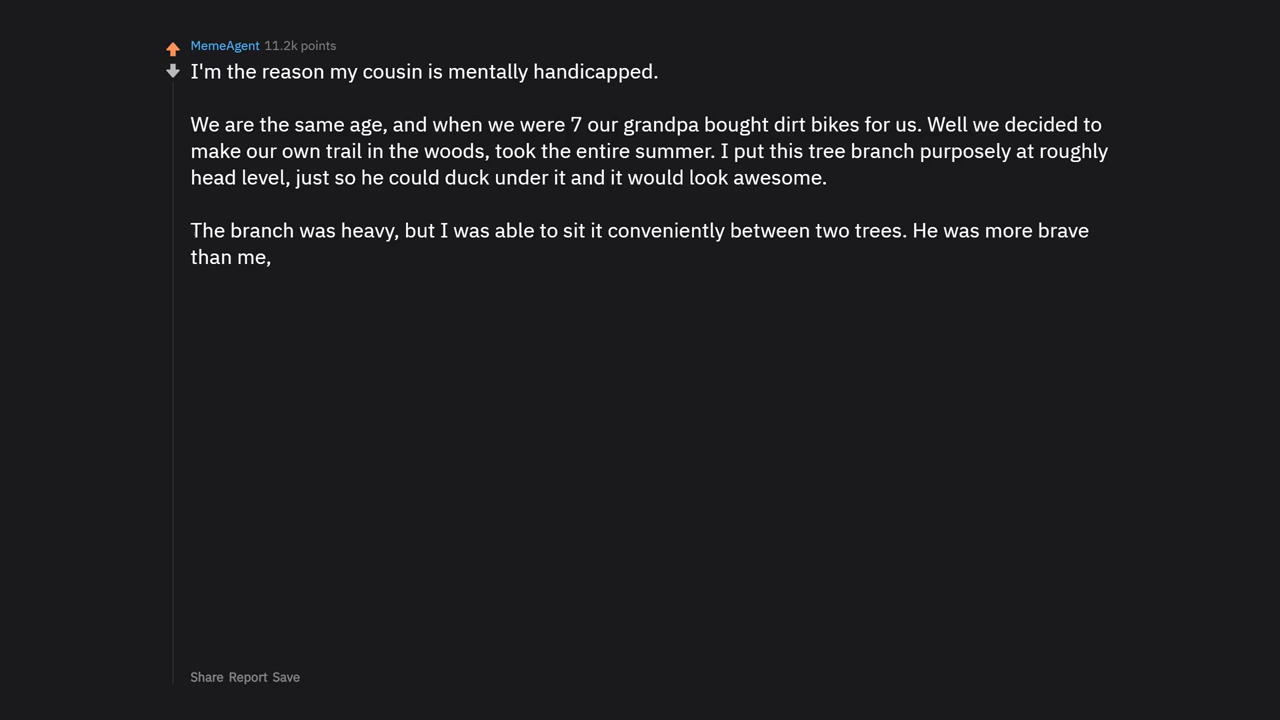 MemeAgent 11.2k points
I'm the reason my cousin is mentally handicapped.
We are the same age, and when we were 7 our grandpa bought dirt bikes for us. Well we decided to
make our own trail in the woods, took the entire summer. I put this tree branch purposely at roughly
head level, just so he could duck under it and it would look awesome.
The branch was heavy, but I was able to sit it conveniently between two trees. He was more brave
than me,
Share Report Save